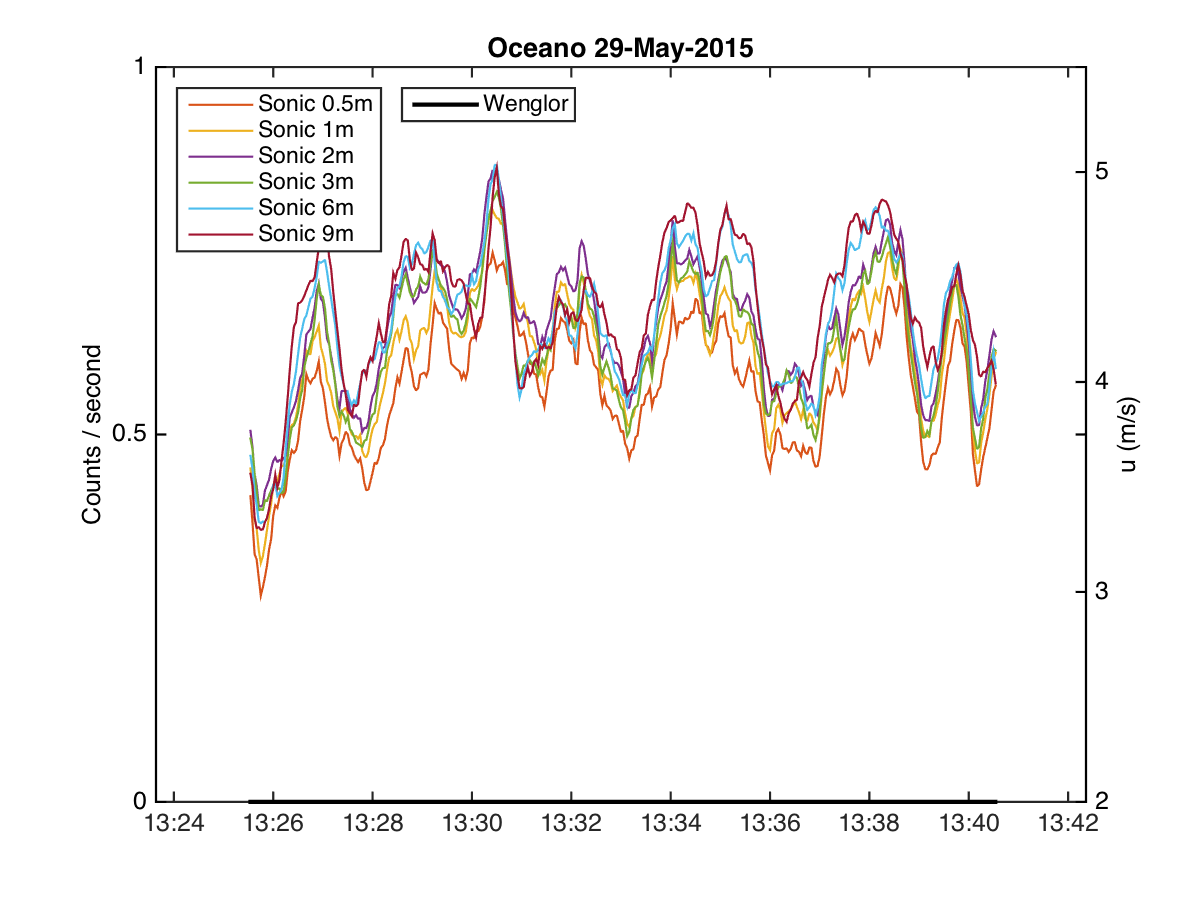 Oceano 29-May-2015
Sonic 0.5m
Sonic 1m
Sonic 2m
Sonic 3m
Sonic 6m
Sonic 9m
Wenglor
1
0.5
0
Counts / second
5
4
3
2
u (m/s)
13:24 13:26 13:28 13:30 13:32 13:34 13:36 13:38 13:40 13:42